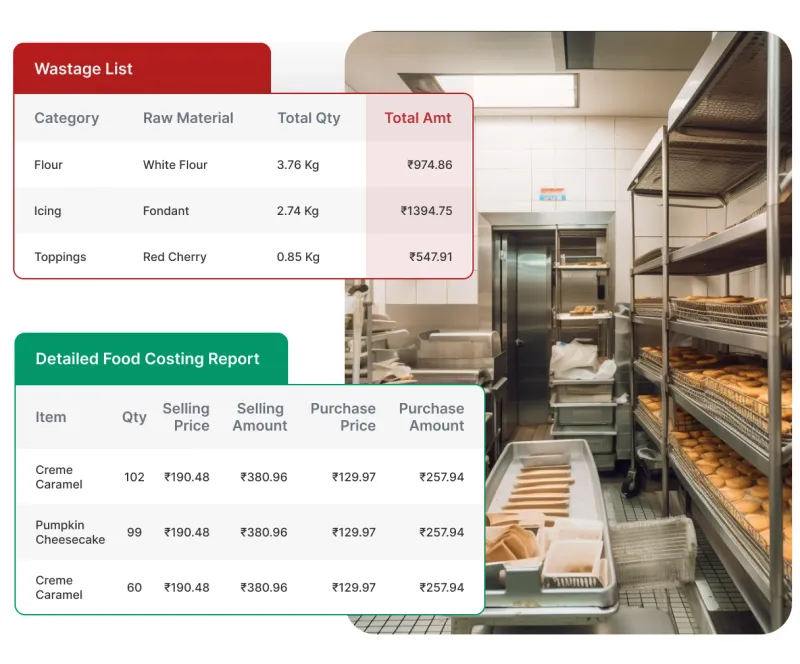 Wastage List
Category Raw Material Total Qty Total Amt
Flour White Flour 3.76 Kg ₹974.86
Icing Fondant 2.74 Kg ₹1394.75
Toppings Red Cherry 0.85 Kg ₹547.91
Detailed Food Costing Report
Item Qty Selling Price Selling Amount Purchase Price Purchase Amount
Creme Caramel 102 ₹190.48 ₹380.96 ₹129.97 ₹257.94
Pumpkin Cheesecake 99 ₹190.48 ₹380.96 ₹129.97 ₹257.94
Creme Caramel 60 ₹190.48 ₹380.96 ₹129.97 ₹257.94